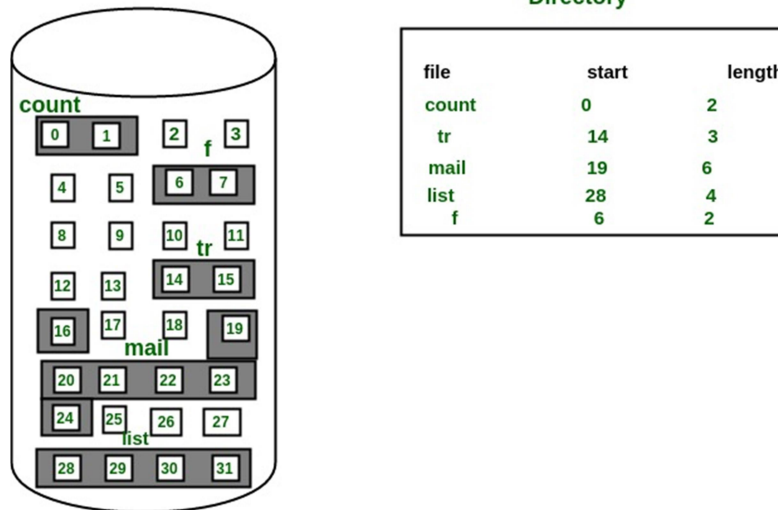 Directory
count
0 1 2 3
f
4 5 6 7
8 9 10 11
tr
12 13 14 15
16 17 18 19
mail
20 21 22 23
24 25 26 27
list
28 29 30 31
file start length
count 0 2
tr 14 3
mail 19 6
list 28 4
f 6 2